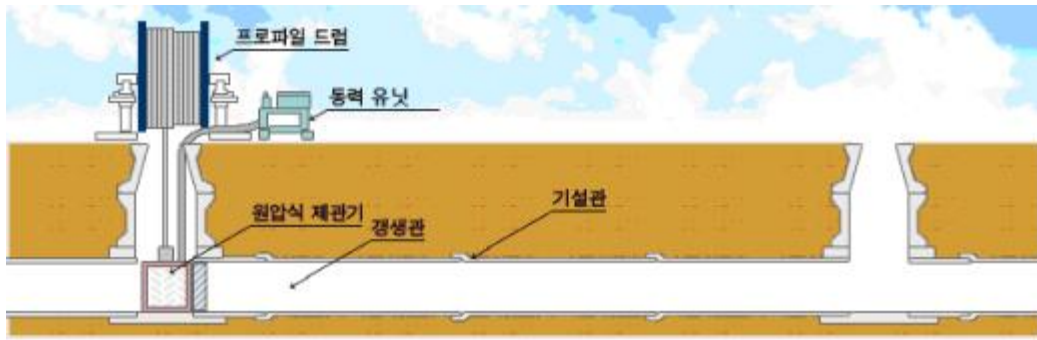 프로파일 드럼
동력 유닛
원압식 제관기
갱생관
기설관